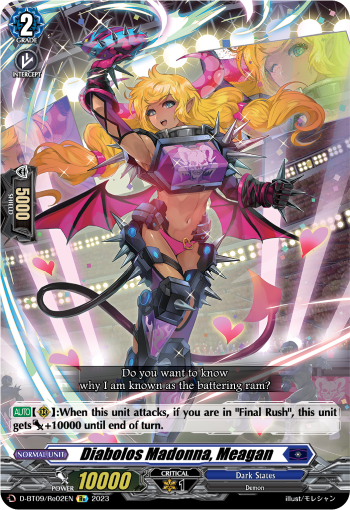 2
GRADE
INTERCEPT
5000
SHIELD
Do you want to know
why I am known as the battering ram?
AUTO【】:When this unit attacks, if you are in "Final Rush", this unit
gets +10000 until end of turn.
NORMAL UNIT
Diabolos Madonna, Meagan
POWER
10000
CRITICAL
1
Dark States
Demon
D-BT09/Re02EN Re 2023
illust/モレシャン